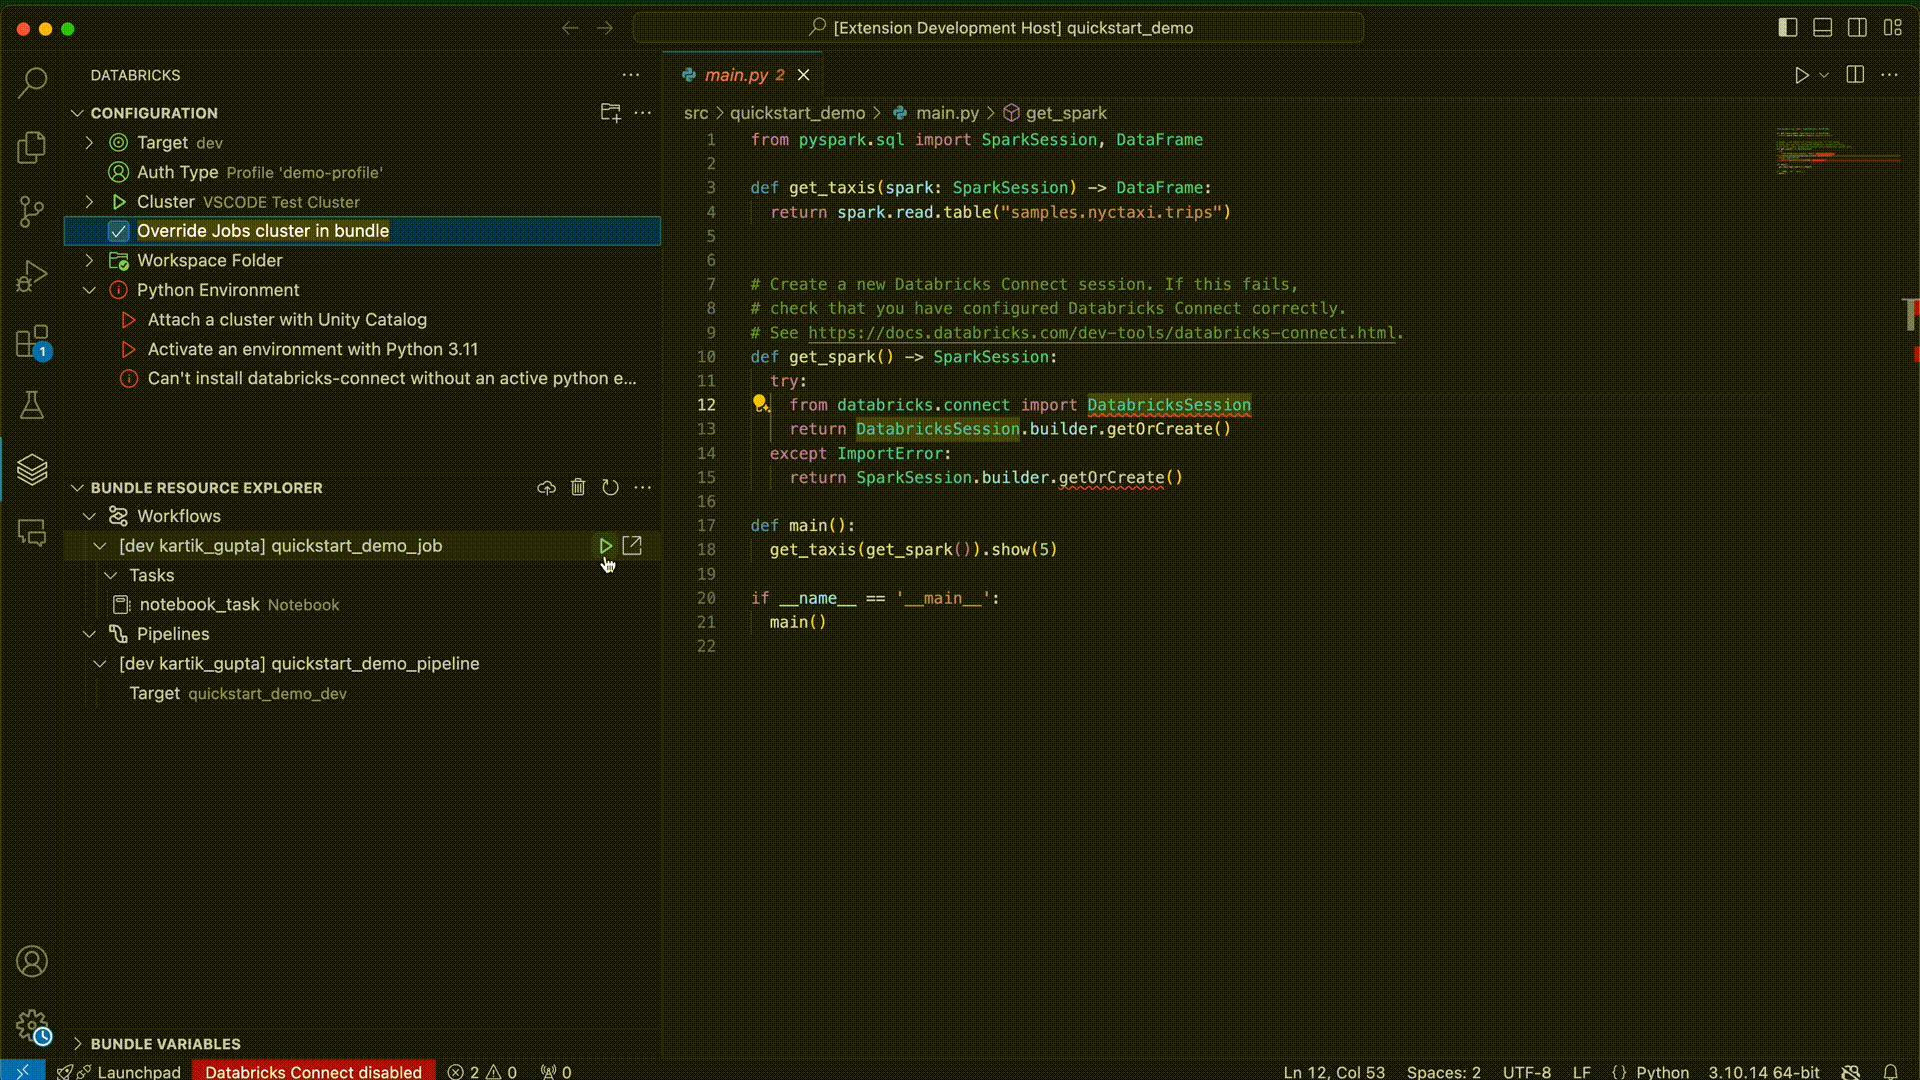 [Extension Development Host] quickstart_demo
DATABRICKS
CONFIGURATION
Target dev
Auth Type Profile 'demo-profile'
Cluster VSCODE Test Cluster
Override Jobs cluster in bundle
Workspace Folder
Python Environment
Attach a cluster with Unity Catalog
Activate an environment with Python 3.11
Can't install databricks-connect without an active python e...
1
BUNDLE RESOURCE EXPLORER
Workflows
[dev kartik_gupta] quickstart_demo_job
Tasks
notebook_task Notebook
Pipelines
[dev kartik_gupta] quickstart_demo_pipeline
Target quickstart_demo_dev
BUNDLE VARIABLES
main.py 2
src > quickstart_demo > main.py > get_spark
1 from pyspark.sql import SparkSession, DataFrame
2
3 def get_taxis(spark: SparkSession) -> DataFrame:
4 return spark.read.table("samples.nyctaxi.trips")
5
6
7 # Create a new Databricks Connect session. If this fails,
8 # check that you have configured Databricks Connect correctly.
9 # See https://docs.databricks.com/dev-tools/databricks-connect.html.
10 def get_spark() -> SparkSession:
11 try:
12 from databricks.connect import DatabricksSession
13 return DatabricksSession.builder.getOrCreate()
14 except ImportError:
15 return SparkSession.builder.getOrCreate()
16
17 def main():
18 get_taxis(get_spark()).show(5)
19
20 if __name__ == '__main__':
21 main()
22
Launchpad Databricks Connect disabled 2 0 0 Ln 12, Col 53 Spaces: 2 UTF-8 LF {} Python 3.10.14 64-bit